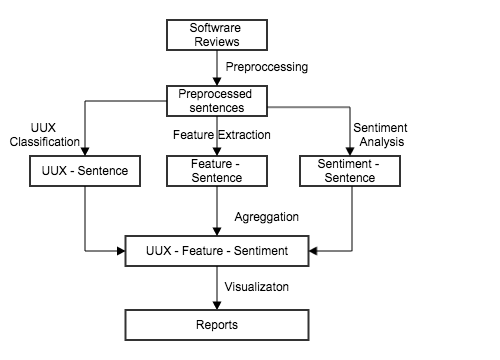 Software
Reviews
Preproccessing
Preprocessed
sentences
UUX
Classification
Feature Extraction
Sentiment
Analysis
UUX - Sentence
Feature -
Sentence
Sentiment -
Sentence
Agreggation
UUX - Feature - Sentiment
Visualizaton
Reports